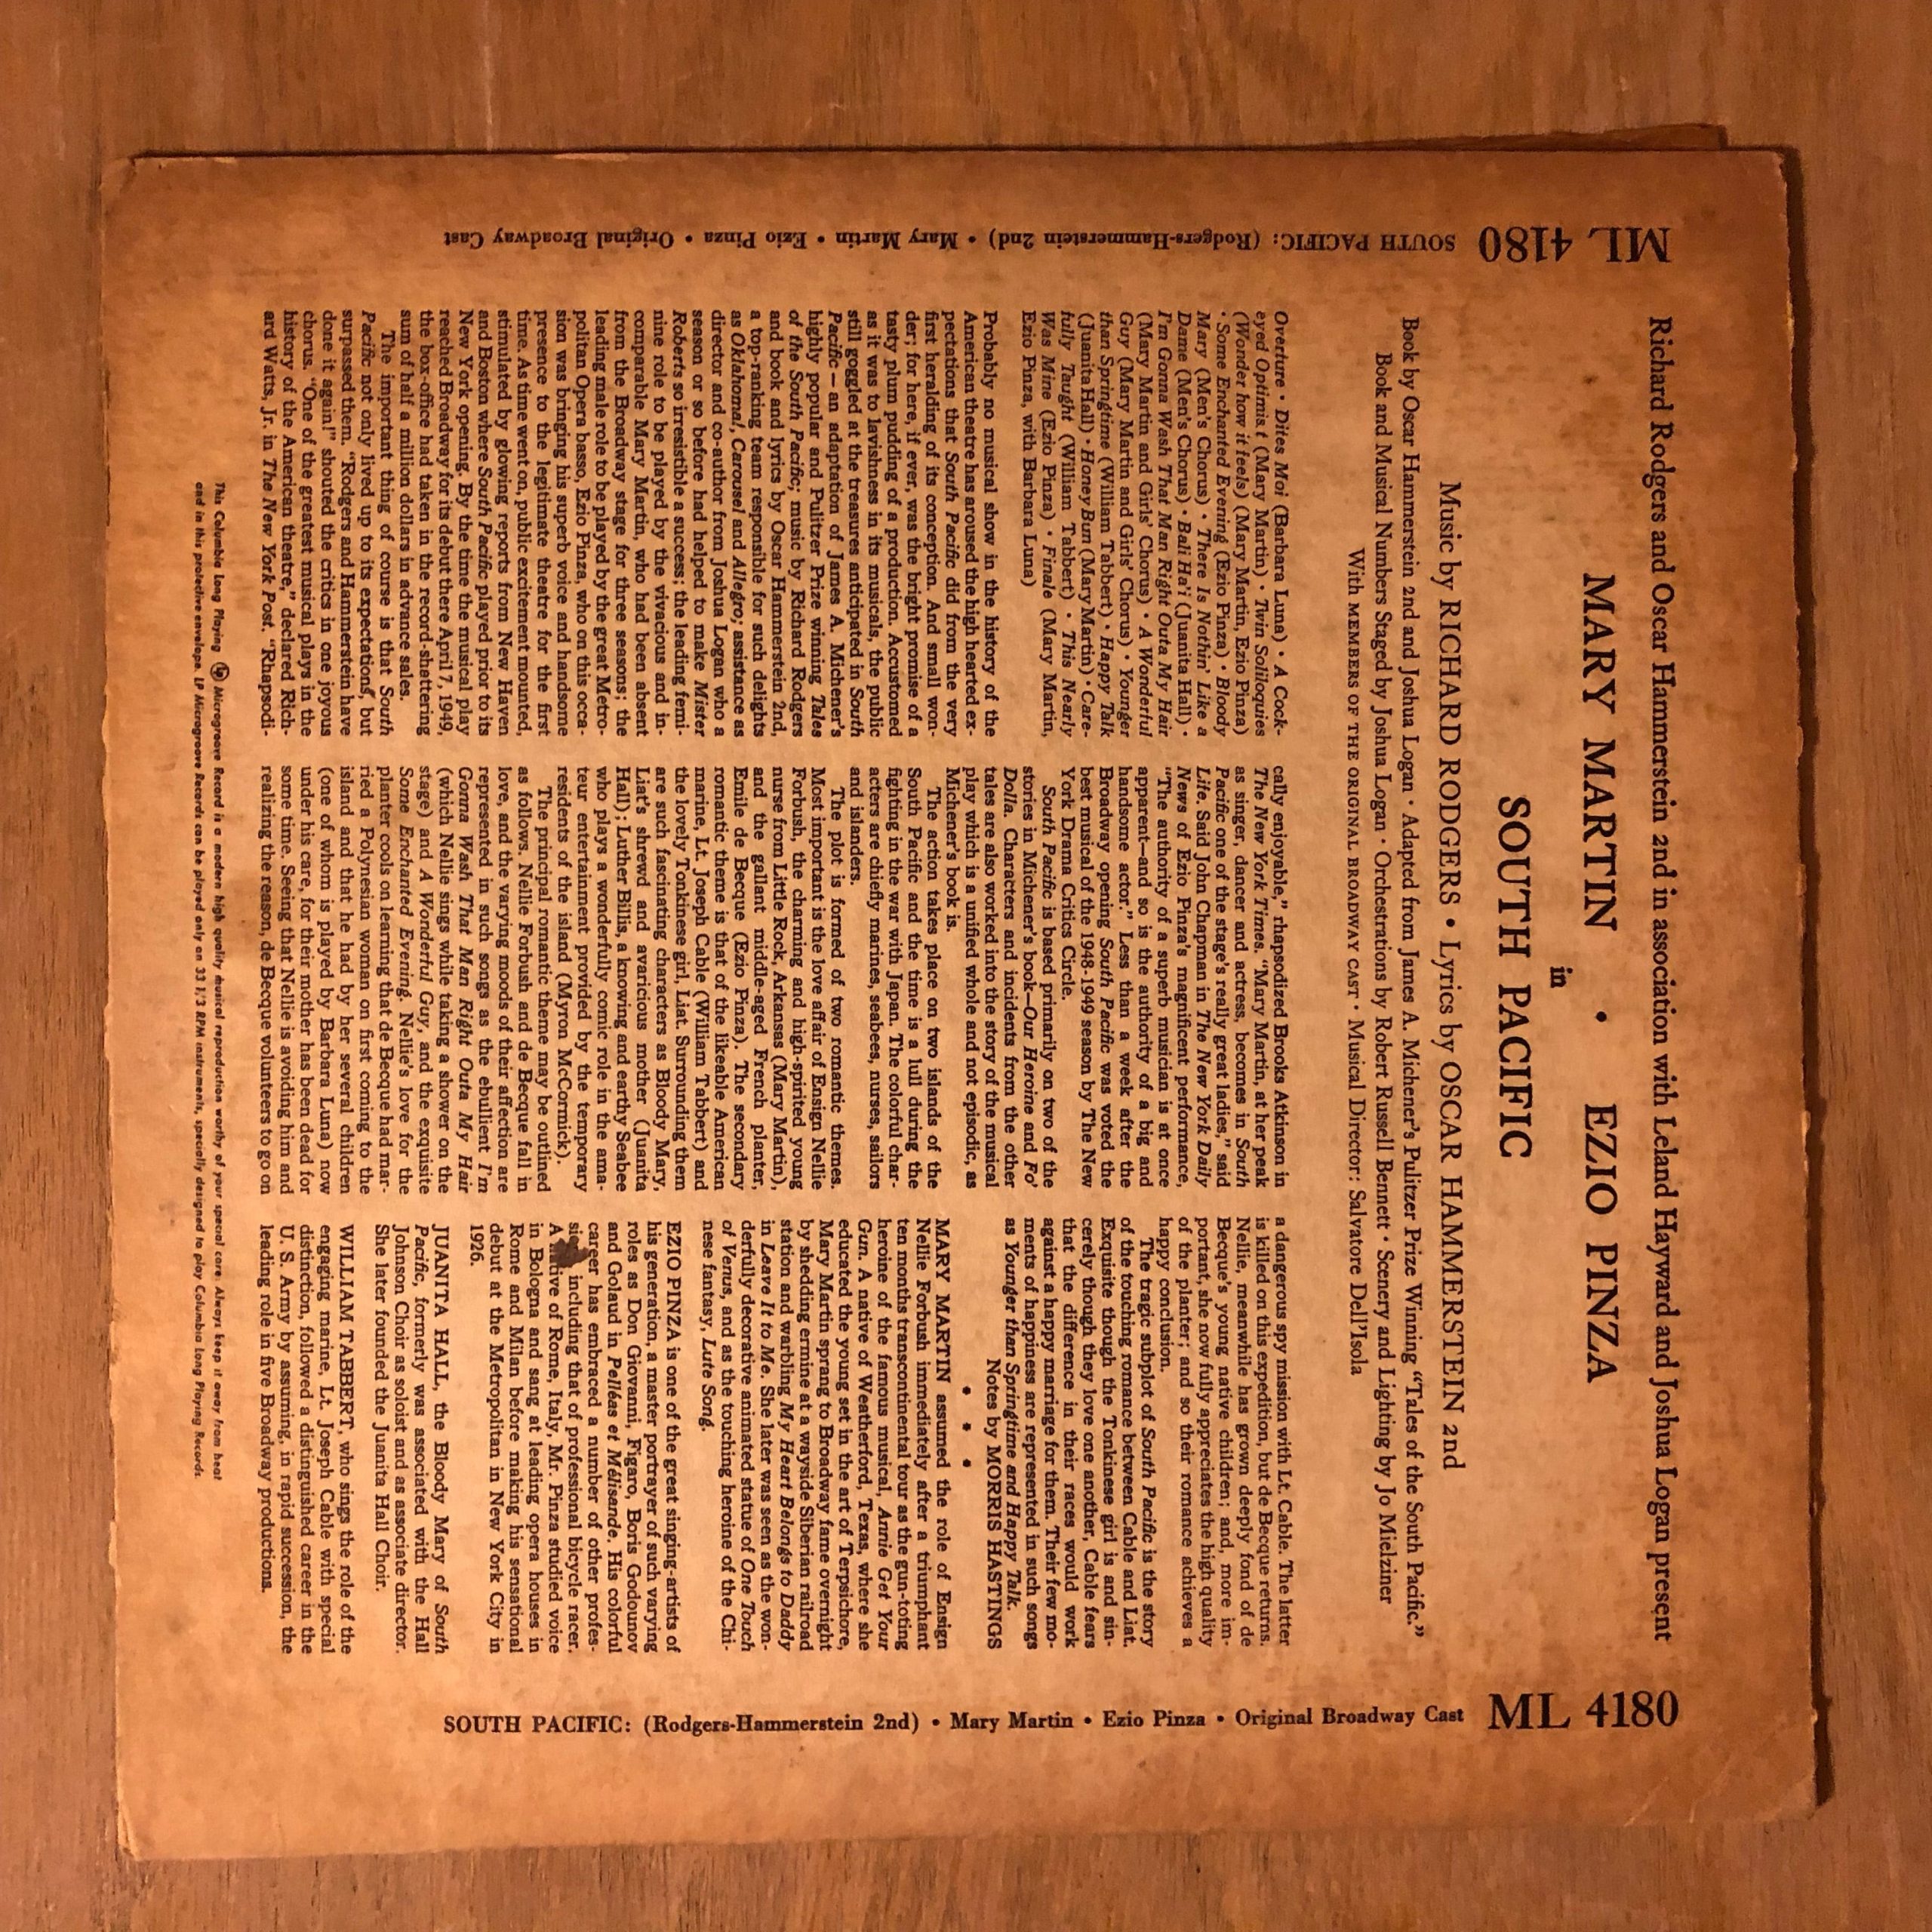 Richard Rodgers and Oscar Hammerstein 2nd in association with Leland Hayward and Joshua Logan present
MARY MARTIN • EZIO PINZA
in
SOUTH PACIFIC
Music by RICHARD RODGERS • Lyrics by OSCAR HAMMERSTEIN 2nd
Book by Oscar Hammerstein 2nd and Joshua Logan • Adapted from James A. Michener's Pulitzer Prize Winning "Tales of the South Pacific."
Book and Musical Numbers Staged by Joshua Logan • Orchestrations by Robert Russell Bennett • Scenery and Lighting by Jo Mielziner
With MEMBERS OF THE ORIGINAL BROADWAY CAST • Musical Director: Salvatore Dell'Isola
Overture • Dites Moi (Barbara Luna) • A Cock-
eyed Optimist (Mary Martin) • Twin Soliloquies
(Wonder how it feels) (Mary Martin, Ezio Pinza)
• Some Enchanted Evening (Ezio Pinza) • Bloody
Mary (Men's Chorus) • There Is Nothin' Like a
Dame (Men's Chorus) • Bali Ha'i (Juanita Hall) •
I'm Gonna Wash That Man Right Outa My Hair
(Mary Martin and Girls' Chorus) • A Wonderful
Guy (Mary Martin and Girls' Chorus) • Younger
than Springtime (William Tabbert) • Happy Talk
(Juanita Hall) • Honey Bun (Mary Martin) • Care-
fully Taught (William Tabbert) • This Nearly
Was Mine (Ezio Pinza) • Finale (Mary Martin,
Ezio Pinza, with Barbara Luna)
Probably no musical show in the history of the
American theatre has aroused the high hearted ex-
pectations that South Pacific did from the very
first heralding of its conception. And small won-
der; for here, if ever, was the bright promise of a
tasty plum pudding of a production. Accustomed
as it was to lavishness in its musicals, the public
still goggled at the treasures anticipated in South
Pacific — an adaptation of James A. Michener's
highly popular and Pulitzer Prize winning Tales
of the South Pacific; music by Richard Rodgers
and book and lyrics by Oscar Hammerstein 2nd,
a top-ranking team responsible for such delights
as Oklahoma!, Carousel and Allegro; assistance as
director and co-author from Joshua Logan who a
season or so before had helped to make Mister
Roberts so irresistible a success; the leading femi-
nine role to be played by the vivacious and in-
comparable Mary Martin, who had been absent
from the Broadway stage for three seasons; the
leading male role to be played by the great Metro-
politan Opera basso, Ezio Pinza, who on this occa-
sion was bringing his superb voice and handsome
presence to the legitimate theatre for the first
time. As time went on, public excitement mounted,
stimulated by glowing reports from New Haven
and Boston where South Pacific played prior to its
New York opening. By the time the musical play
reached Broadway for its debut there April 7, 1949,
the box-office had taken in the record-shattering
sum of half a million dollars in advance sales.
The important thing of course is that South
Pacific not only lived up to its expectations, but
surpassed them. "Rodgers and Hammerstein have
done it again!" shouted the critics in one joyous
chorus. "One of the greatest musical plays in the
history of the American theatre," declared Rich-
ard Watts, Jr. in The New York Post. "Rhapsodi-
cally enjoyable," rhapsodized Brooks Atkinson in
The New York Times. "Mary Martin, at her peak
as singer, dancer and actress, becomes in South
Pacific one of the stage's really great ladies," said
Life. Said John Chapman in The New York Daily
News of Ezio Pinza's magnificent performance,
"The authority of a superb musician is at once
apparent—and so is the authority of a big and
handsome actor." Less than a week after the
Broadway opening South Pacific was voted the
best musical of the 1948-1949 season by The New
York Drama Critics Circle.
South Pacific is based primarily on two of the
stories in Michener's book—Our Heroine and Fo'
Dolla. Characters and incidents from the other
tales are also worked into the story of the musical
play which is a unified whole and not episodic, as
Michener's book is.
The action takes place on two islands of the
South Pacific and the time is a lull during the
fighting in the war with Japan. The colorful char-
acters are chiefly marines, seabees, nurses, sailors
and islanders.
The plot is formed of two romantic themes.
Most important is the love affair of Ensign Nellie
Forbush, the charming and high-spirited young
nurse from Little Rock, Arkansas (Mary Martin),
and the gallant middle-aged French planter,
Emile de Becque (Ezio Pinza). The secondary
romantic theme is that of the likeable American
marine, Lt. Joseph Cable (William Tabbert) and
the lovely Tonkinese girl, Liat. Surrounding them
are such fascinating characters as Bloody Mary,
Liat's shrewd and avaricious mother (Juanita
Hall); Luther Billis, a knowing and earthy Seabee
who plays a wonderfully comic role in the ama-
teur entertainment provided by the temporary
residents of the island (Myron McCormick).
The principal romantic theme may be outlined
as follows. Nellie Forbush and de Becque fall in
love, and the varying moods of their affection are
represented in such songs as the ebullient I'm
Gonna Wash That Man Right Outa My Hair
(which Nellie sings while taking a shower on the
stage) and A Wonderful Guy, and the exquisite
Some Enchanted Evening. Nellie's love for the
planter cools on learning that de Becque had mar-
ried a Polynesian woman on first coming to the
island and that he had by her several children
(one of whom is played by Barbara Luna) now
under his care, for their mother has been dead for
some time. Seeing that Nellie is avoiding him and
realizing the reason, de Becque volunteers to go on
a dangerous spy mission with Lt. Cable. The latter
is killed on this expedition, but de Becque returns.
Nellie, meanwhile has grown deeply fond of de
Becque's young native children; and, more im-
portant, she now fully appreciates the high quality
of the planter; and so their romance achieves a
happy conclusion.
The tragic subplot of South Pacific is the story
of the touching romance between Cable and Liat.
Exquisite though the Tonkinese girl is and sin-
cerely though they love one another, Cable fears
that the difference in their races would work
against a happy marriage for them. Their few mo-
ments of happiness are represented in such songs
as Younger than Springtime and Happy Talk.
Notes by MORRIS HASTINGS
• • •
MARY MARTIN assumed the role of Ensign
Nellie Forbush immediately after a triumphant
ten months transcontinental tour as the gun-toting
heroine of the famous musical, Annie Get Your
Gun. A native of Weatherford, Texas, where she
educated the young set in the art of Terpsichore,
Mary Martin sprang to Broadway fame overnight
by shedding ermine at a wayside Siberian railroad
station and warbling My Heart Belongs to Daddy
in Leave It to Me. She later was seen as the won-
derfully decorative animated statue of One Touch
of Venus, and as the touching heroine of the Chi-
nese fantasy, Lute Song.
EZIO PINZA is one of the great singing-artists of
his generation, a master portrayer of such varying
roles as Don Giovanni, Figaro, Boris Godounov
and Golaud in Pelléas et Mélisande. His colorful
career has embraced a number of other profes-
including that of professional bicycle racer.
A of Rome, Italy, Mr. Pinza studied voice
in Bologna and sang at leading opera houses in
Rome and Milan before making his sensational
debut at the Metropolitan in New York City in
1926.
JUANITA HALL, the Bloody Mary of South
Pacific, formerly was associated with the Hall
Johnson Choir as soloist and as associate director.
She later founded the Juanita Hall Choir.
WILLIAM TABBERT, who sings the role of the
engaging marine, Lt. Joseph Cable with special
distinction, followed a distinguished career in the
U. S. Army by assuming, in rapid succession, the
leading role in five Broadway productions.
This Columbia Long Playing LP Microgroove Record is a modern high quality musical reproduction worthy of your special care. Always keep it away from heat
and in this protective envelope. LP Microgroove Records can be played only on 33 1/3 RPM instruments, specially designed to play Columbia Long Playing Records.
ML 4180 SOUTH PACIFIC: (Rodgers-Hammerstein 2nd) • Mary Martin • Ezio Pinza • Original Broadway Cast
SOUTH PACIFIC: (Rodgers-Hammerstein 2nd) • Mary Martin • Ezio Pinza • Original Broadway Cast ML 4180